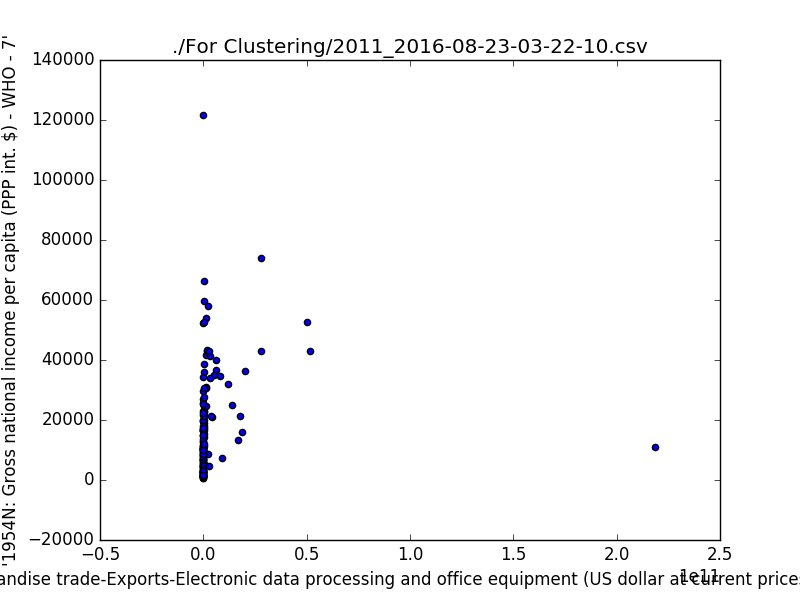 ./For Clustering/2011_2016-08-23-03-22-10.csv
'1954N: Gross national income per capita (PPP int. $) - WHO - 7'
140000
120000
100000
80000
60000
40000
20000
0
−20000
−0.5 0.0 0.5 1.0 1.5 2.0 2.5
1e11
andise trade-Exports-Electronic data processing and office equipment (US dollar at current prices